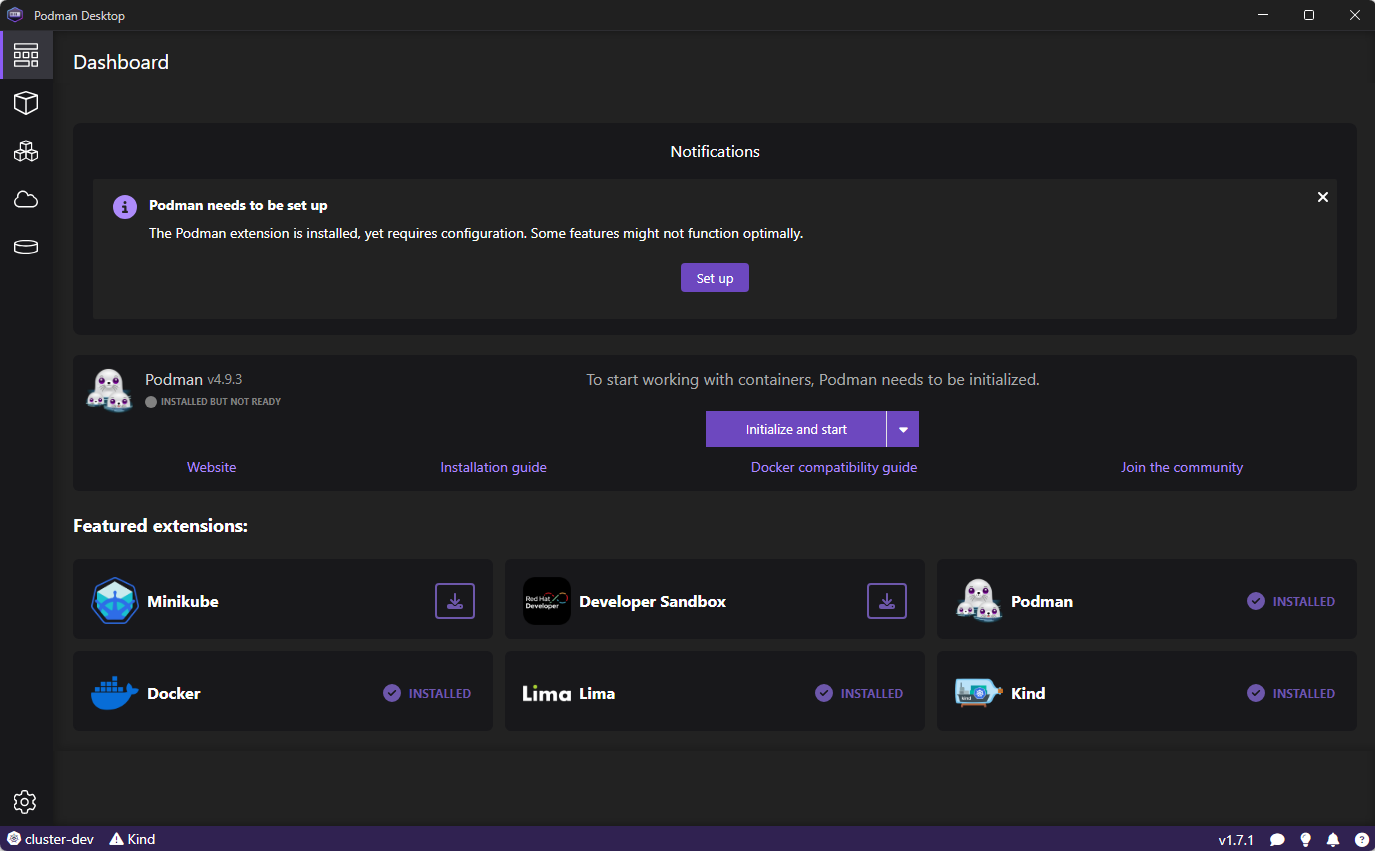 Podman Desktop
Dashboard
Notifications
Podman needs to be set up
The Podman extension is installed, yet requires configuration. Some features might not function optimally.
Set up
Podman v4.9.3
INSTALLED BUT NOT READY
To start working with containers, Podman needs to be initialized.
Initialize and start
Website
Installation guide
Docker compatibility guide
Join the community
Featured extensions:
Minikube
Red Hat
Developer
Developer Sandbox
Podman
INSTALLED
Docker
INSTALLED
Lima
Lima
INSTALLED
kind
Kind
INSTALLED
cluster-dev
Kind
v1.7.1